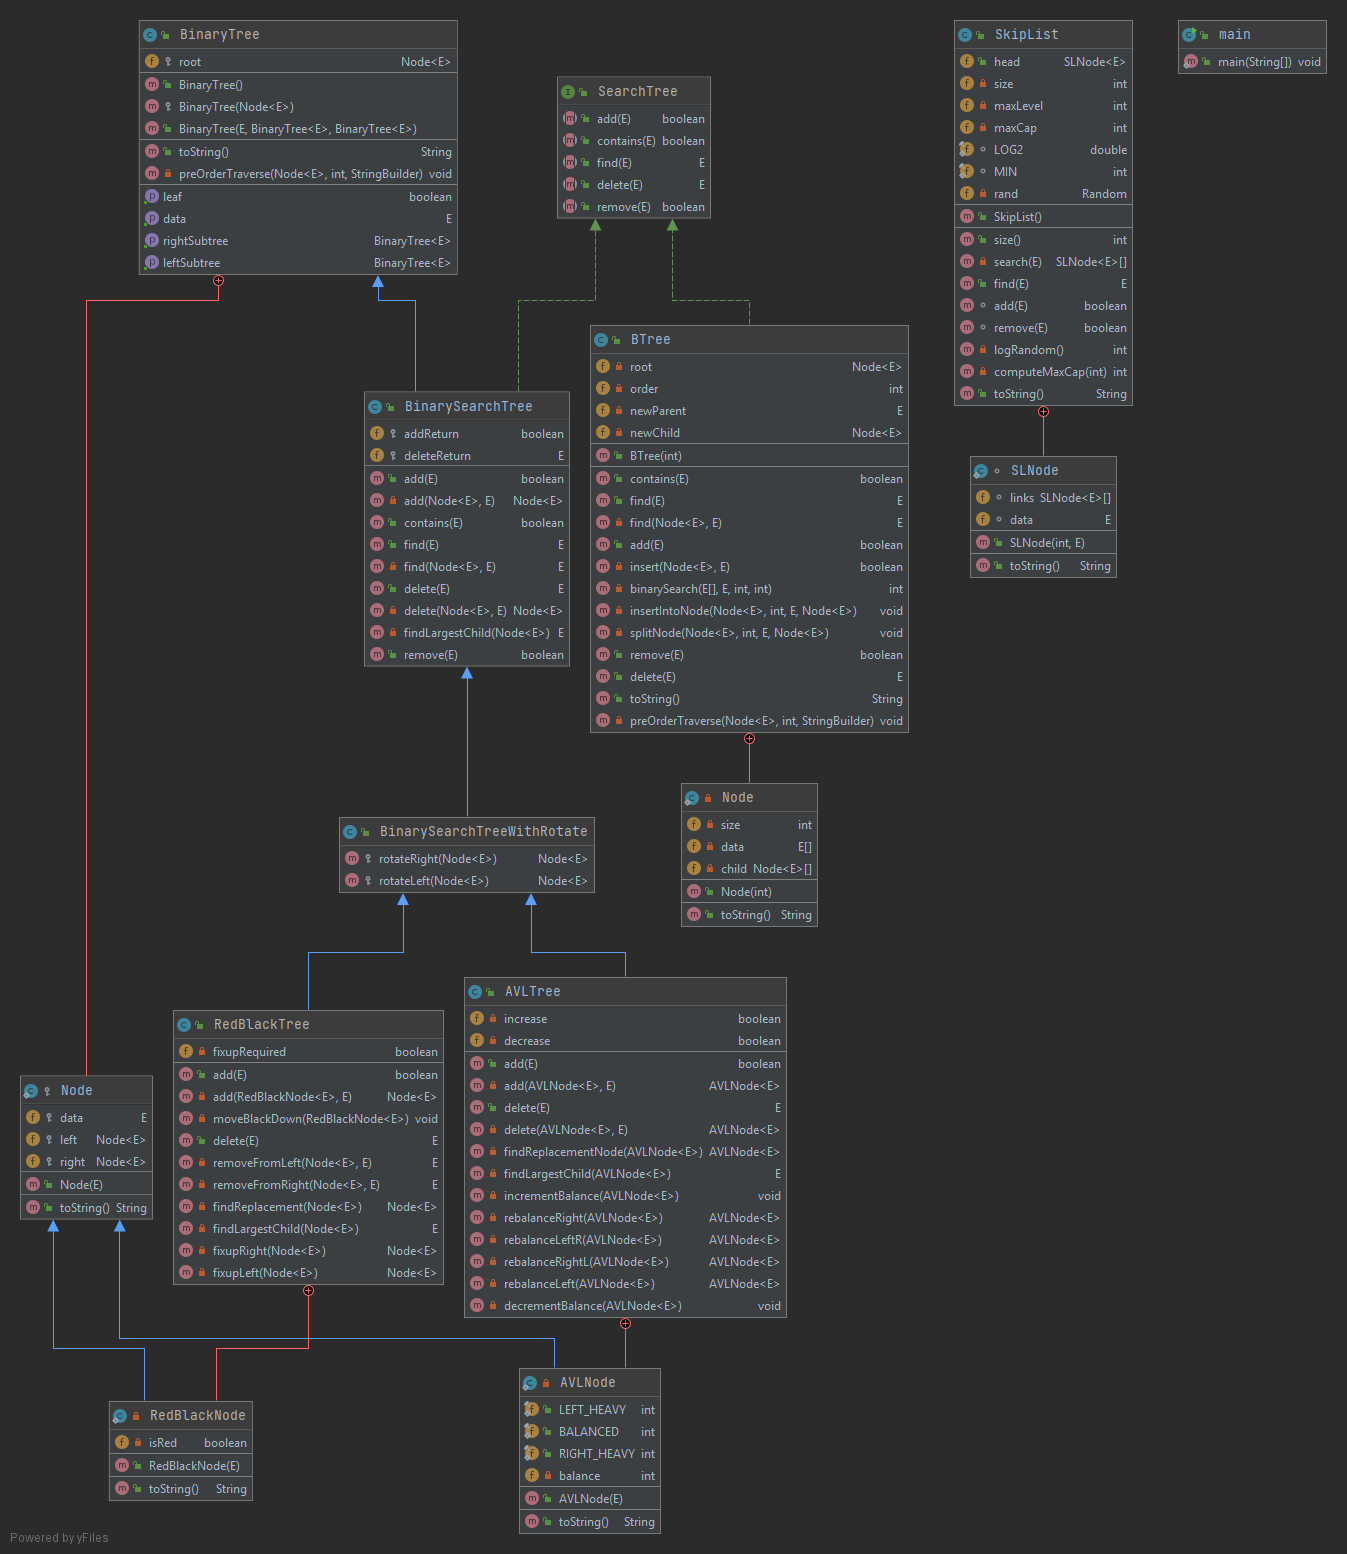 BinaryTree
root Node<E>
BinaryTree()
BinaryTree(Node<E>)
BinaryTree(E, BinaryTree<E>, BinaryTree<E>)
toString() String
preOrderTraverse(Node<E>, int, StringBuilder) void
leaf boolean
data E
rightSubtree BinaryTree<E>
leftSubtree BinaryTree<E>
SearchTree
add(E) boolean
contains(E) boolean
find(E) E
delete(E) E
remove(E) boolean
SkipList
head SLNode<E>
size int
maxLevel int
maxCap int
LOG2 double
MIN int
rand Random
SkipList()
size() int
search(E) SLNode<E>[]
find(E) E
add(E) boolean
remove(E) boolean
logRandom() int
computeMaxCap(int) int
toString() String
main
main(String[]) void
BinarySearchTree
addReturn boolean
deleteReturn E
add(E) boolean
add(Node<E>, E) Node<E>
contains(E) boolean
find(E) E
find(Node<E>, E) E
delete(E) E
delete(Node<E>, E) Node<E>
findLargestChild(Node<E>) E
remove(E) boolean
BTree
root Node<E>
order int
newParent E
newChild Node<E>
BTree(int)
contains(E) boolean
find(E) E
find(Node<E>, E) E
add(E) boolean
insert(Node<E>, E) boolean
binarySearch(E[], E, int, int) int
insertIntoNode(Node<E>, int, E, Node<E>) void
splitNode(Node<E>, int, E, Node<E>) void
remove(E) boolean
delete(E) E
toString() String
preOrderTraverse(Node<E>, int, StringBuilder) void
SLNode
links SLNode<E>[]
data E
SLNode(int, E)
toString() String
Node
size int
data E[]
child Node<E>[]
Node(int)
toString() String
BinarySearchTreeWithRotate
rotateRight(Node<E>) Node<E>
rotateLeft(Node<E>) Node<E>
RedBlackTree
fixupRequired boolean
add(E) boolean
add(RedBlackNode<E>, E) Node<E>
moveBlackDown(RedBlackNode<E>) void
delete(E) E
removeFromLeft(Node<E>, E) E
removeFromRight(Node<E>, E) E
findReplacement(Node<E>) Node<E>
findLargestChild(Node<E>) E
fixupRight(Node<E>) Node<E>
fixupLeft(Node<E>) Node<E>
AVLTree
increase boolean
decrease boolean
add(E) boolean
add(AVLNode<E>, E) AVLNode<E>
delete(E) E
delete(AVLNode<E>, E) AVLNode<E>
findReplacementNode(AVLNode<E>) AVLNode<E>
findLargestChild(AVLNode<E>) E
incrementBalance(AVLNode<E>) void
rebalanceRight(AVLNode<E>) AVLNode<E>
rebalanceLeftR(AVLNode<E>) AVLNode<E>
rebalanceRightL(AVLNode<E>) AVLNode<E>
rebalanceLeft(AVLNode<E>) AVLNode<E>
decrementBalance(AVLNode<E>) void
Node
data E
left Node<E>
right Node<E>
Node(E)
toString() String
RedBlackNode
isRed boolean
RedBlackNode(E)
toString() String
AVLNode
LEFT_HEAVY int
BALANCED int
RIGHT_HEAVY int
balance int
AVLNode(E)
toString() String
Powered by yFiles